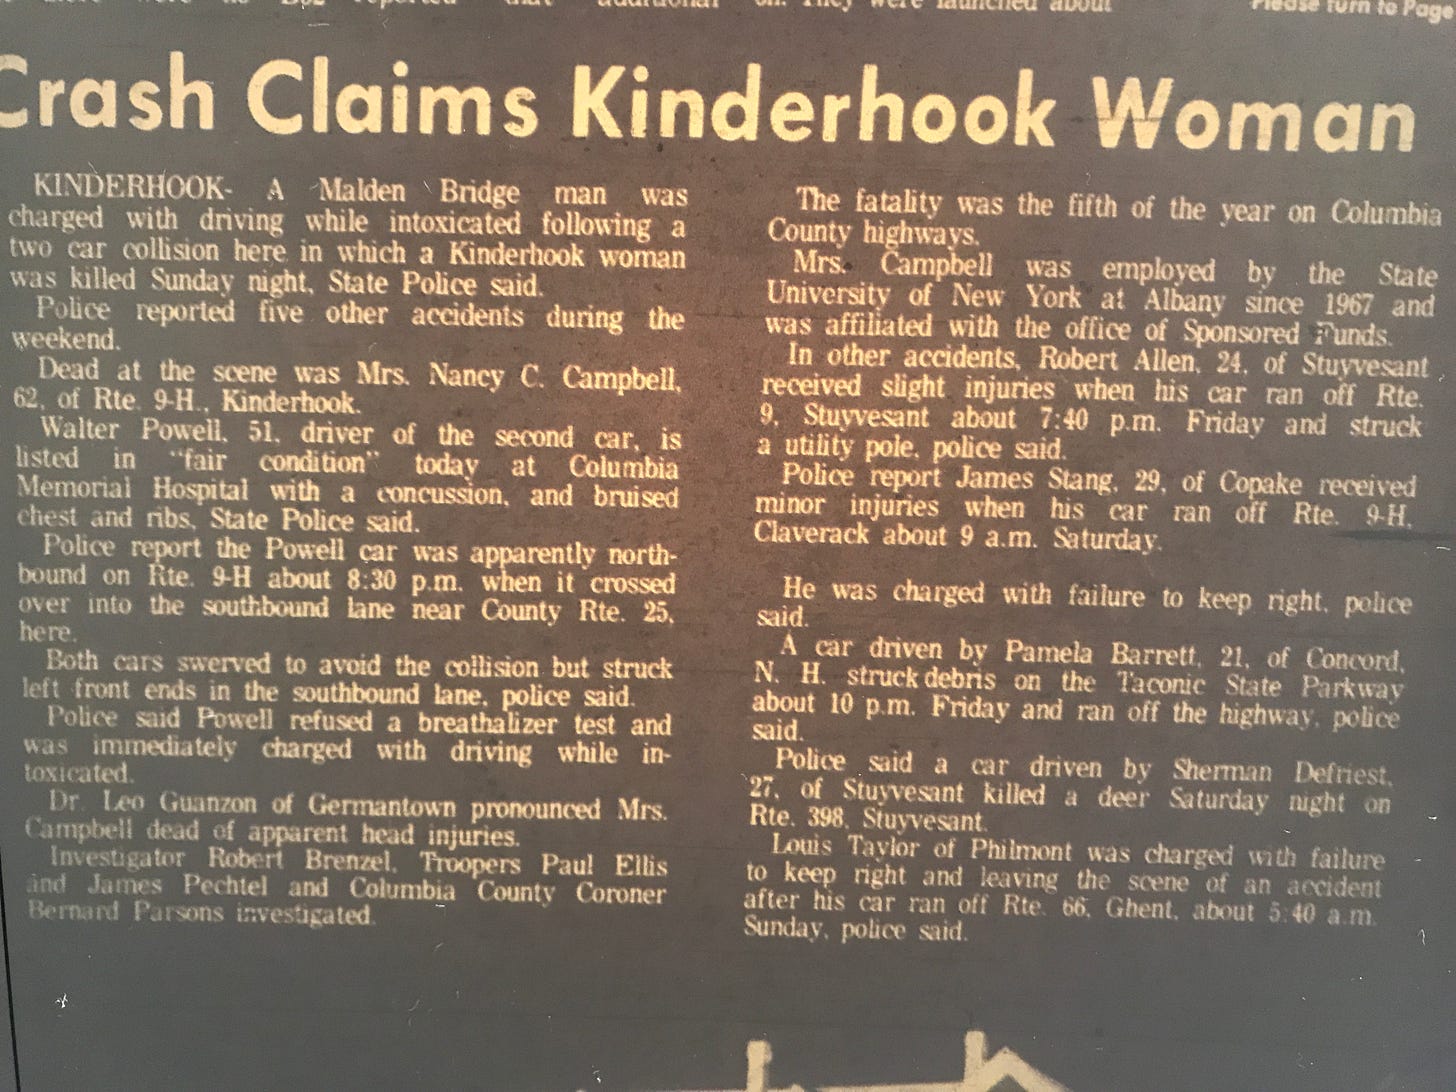 additional on. They were launched about
Please turn to Page
Crash Claims Kinderhook Woman
KINDERHOOK- A Malden Bridge man was
charged with driving while intoxicated following a
two car collision here in which a Kinderhook woman
was killed Sunday night, State Police said.
Police reported five other accidents during the
weekend.
Dead at the scene was Mrs. Nancy C. Campbell,
62, of Rte. 9-H., Kinderhook.
Walter Powell, 51, driver of the second car, is
listed in "fair condition" today at Columbia
Memorial Hospital with a concussion, and bruised
chest and ribs, State Police said.
Police report the Powell car was apparently north-
bound on Rte. 9-H about 8:30 p.m. when it crossed
over into the southbound lane near County Rte. 25,
here.
Both cars swerved to avoid the collision but struck
left front ends in the southbound lane, police said.
Police said Powell refused a breathalizer test and
was immediately charged with driving while in-
toxicated.
Dr. Leo Guanzon of Germantown pronounced Mrs.
Campbell dead of apparent head injuries.
Investigator Robert Brenzel, Troopers Paul Ellis
and James Pechtel and Columbia County Coroner
Bernard Parsons investigated.
The fatality was the fifth of the year on Columbia
County highways.
Mrs. Campbell was employed by the State
University of New York at Albany since 1967 and
was affiliated with the office of Sponsored Funds.
In other accidents, Robert Allen, 24, of Stuyvesant
received slight injuries when his car ran off Rte.
9, Stuyvesant about 7:40 p.m. Friday and struck
a utility pole, police said.
Police report James Stang, 29, of Copake received
minor injuries when his car ran off Rte. 9-H,
Claverack about 9 a.m. Saturday.
He was charged with failure to keep right, police
said.
A car driven by Pamela Barrett, 21, of Concord,
N. H. struck debris on the Taconic State Parkway
about 10 p.m. Friday and ran off the highway, police
said.
Police said a car driven by Sherman Defriest,
27, of Stuyvesant killed a deer Saturday night on
Rte. 398, Stuyvesant.
Louis Taylor of Philmont was charged with failure
to keep right and leaving the scene of an accident
after his car ran off Rte. 66, Ghent, about 5:40 a.m.
Sunday, police said.